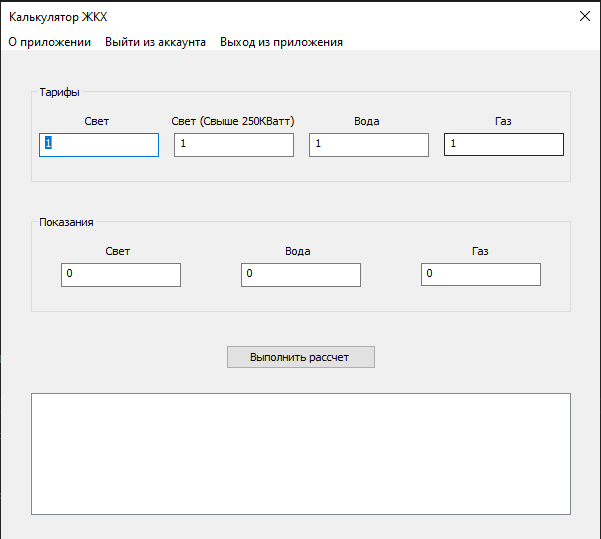 Калькулятор ЖКХ
О приложении Выйти из аккаунта Выход из приложения
Тарифы
Свет Свет (Свыше 250КВатт) Вода Газ
1 1 1 1
Показания
Свет Вода Газ
0 0 0
Выполнить рассчет